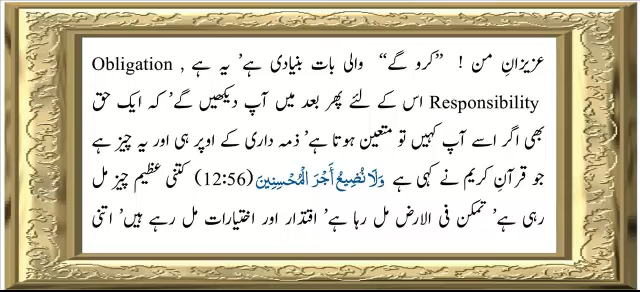 عزیزانِ من ! ”کرو گے“ والی بات بنیادی ہے‘ یہ ہے Obligation ,
Responsibility اس کے لئے پھر بعد میں آپ دیکھیں گے‘ کہ ایک حق
بھی اگر اسے آپ کہیں تو متعین ہوتا ہے‘ ذمہ داری کے اوپر ہی اور یہ چیز ہے
جو قرآنِ کریم نے کہی ہے وَلَا نُضِيعُ أَجْرَ الْمُحْسِنِينَ (12:56) کتنی عظیم چیز مل
رہی ہے‘ تمکن فی الارض مل رہا ہے‘ اقتدار اور اختیارات مل رہے ہیں‘ اتنی